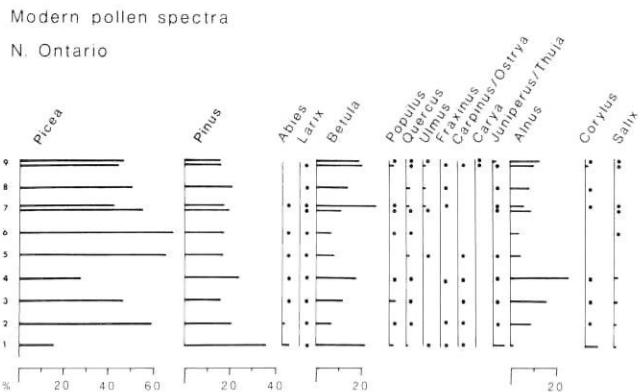 Modern pollen spectra
N. Ontario
Picea
Pinus
Abies
Larix
Betula
Populus
Quercus
Ulmus
Fraxinus
Carpinus/Ostrya
Carya
Juniperus/Thuja
Alnus
Corylus
Salix
9
8
7
6
5
4
3
2
1
% 20 40 60 20 40 20